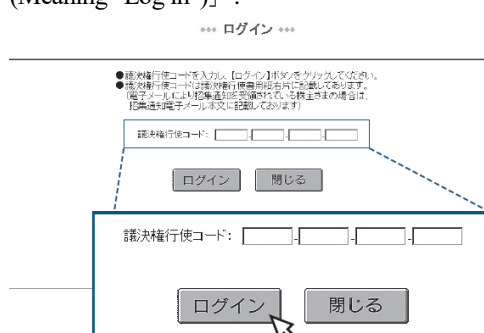 (Meaning "Log in")」.
*** ログイン ***
●議決権行使コードを入力し、【ログイン】ボタンをクリックしてください。
●議決権行使コードは議決権行使書用紙右片に記載してあります。
(電子メールにより招集通知を受領されている株主さまの場合は、
招集通知電子メール本文に記載しております)
議決権行使コード: - - -
ログイン 閉じる
議決権行使コード: - - -
ログイン 閉じる